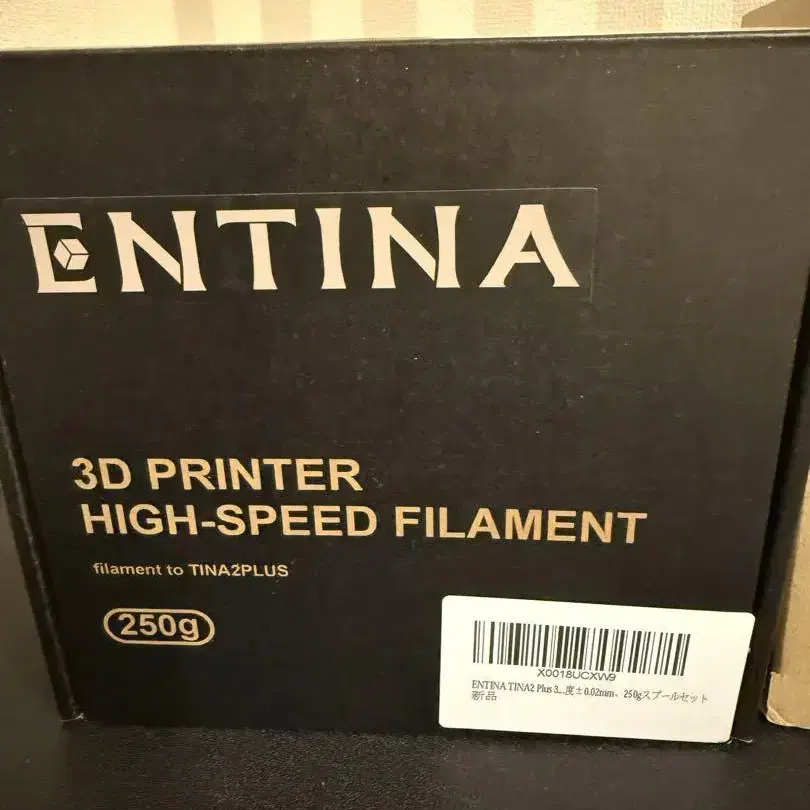 ENTINA
3D PRINTER
HIGH-SPEED FILAMENT
filament to TINA2PLUS
250g
X0018UCXW9
ENTINA TINA2 Plus 3...度±0.02mm、250gスプールセット
新品